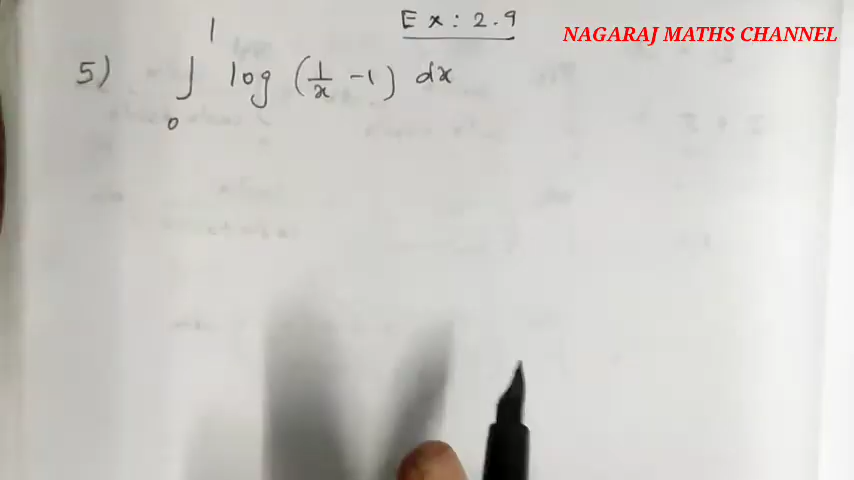 Ex: 2.9
NAGARAJ MATHS CHANNEL
5) ∫₀¹ log (1/x -1) dx